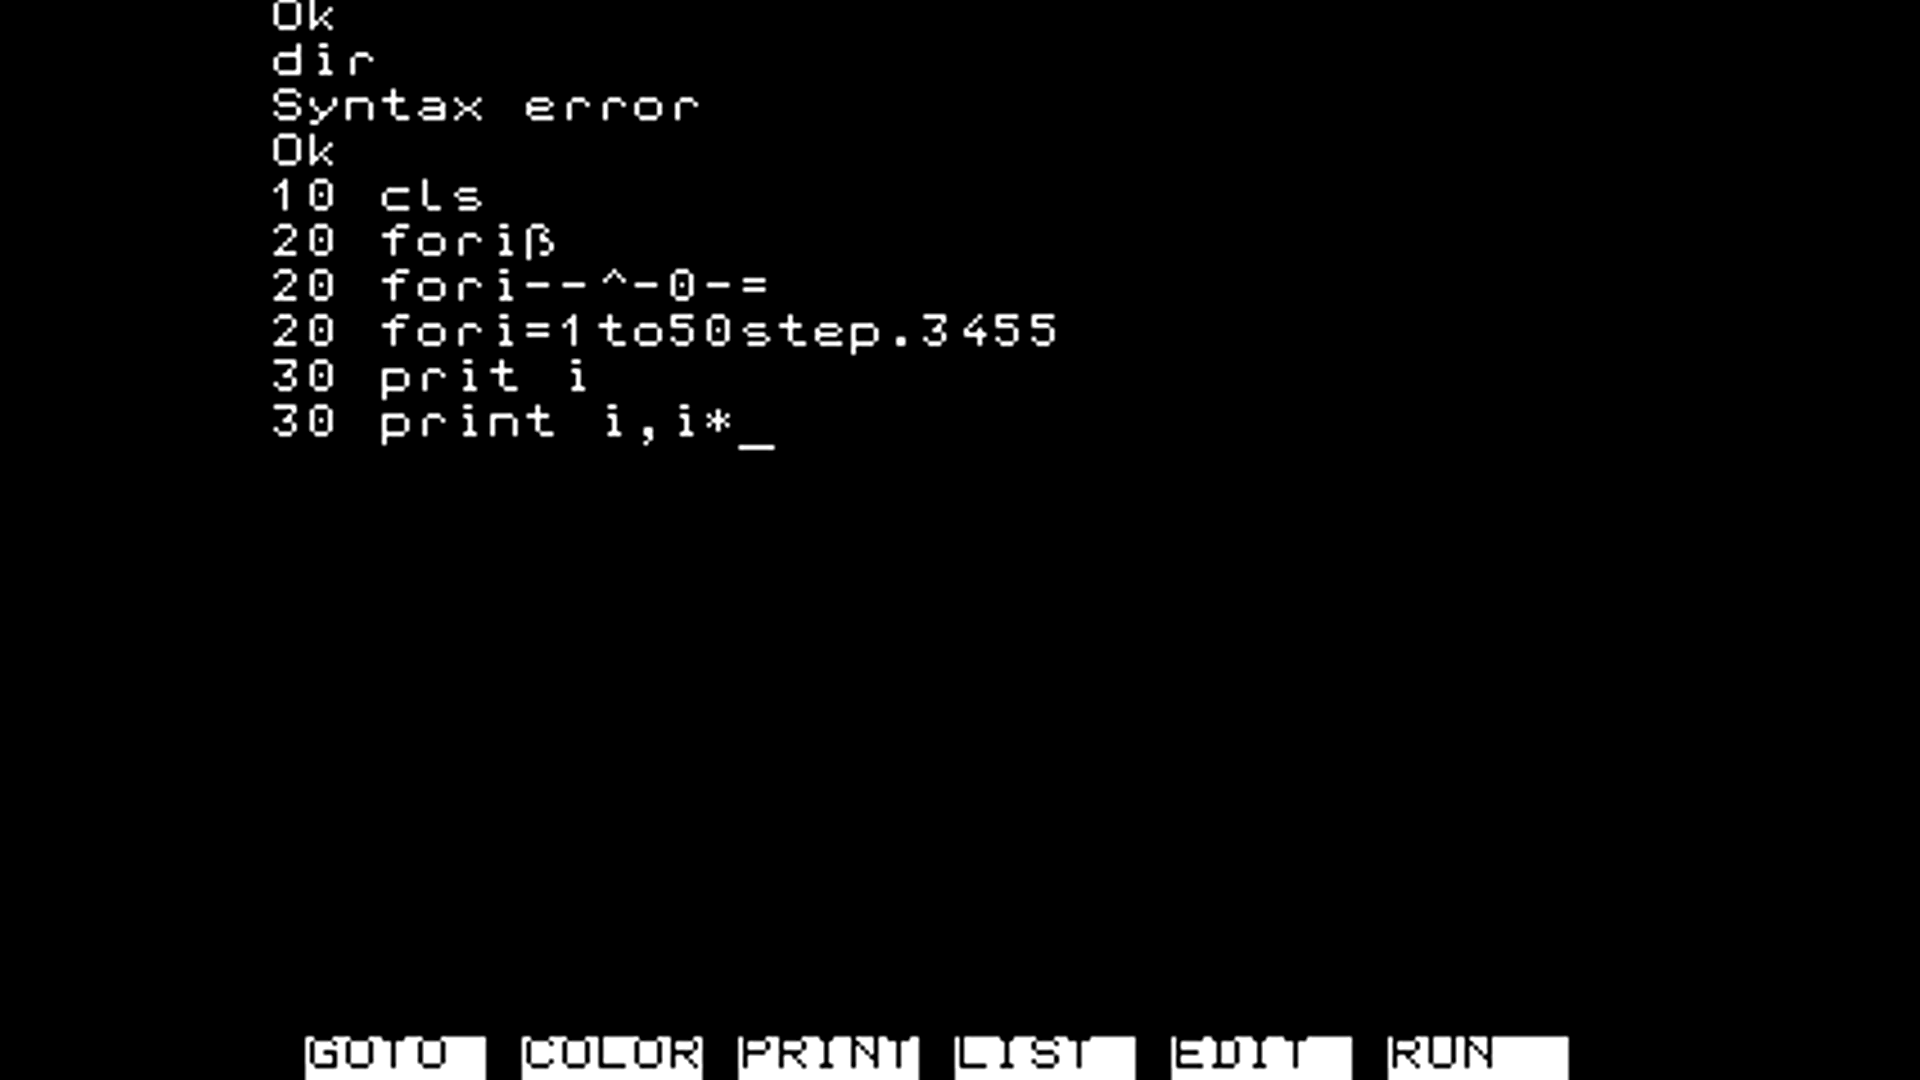 Ok
dir
Syntax error
Ok
10 cls
20 foriβ
20 fori--^-0-=
20 fori=1to50step.3455
30 prit i
30 print i,i*_
GOTO COLOR PRINT LIST EDIT RUN